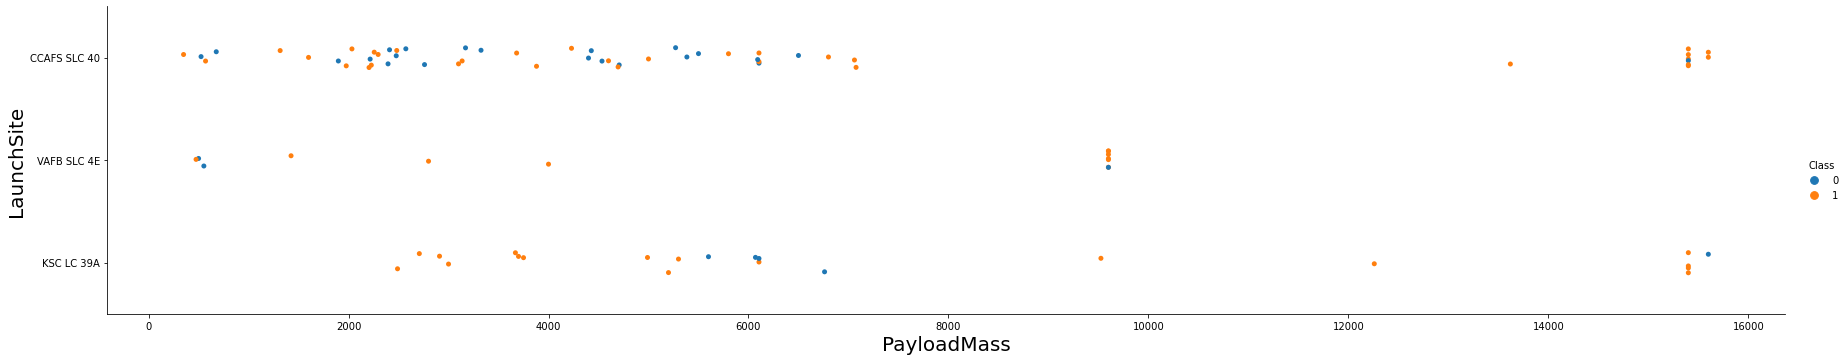 LaunchSite
CCAFS SLC 40
VAFB SLC 4E
KSC LC 39A
0 2000 4000 6000 8000 10000 12000 14000 16000
PayloadMass
Class
0
1